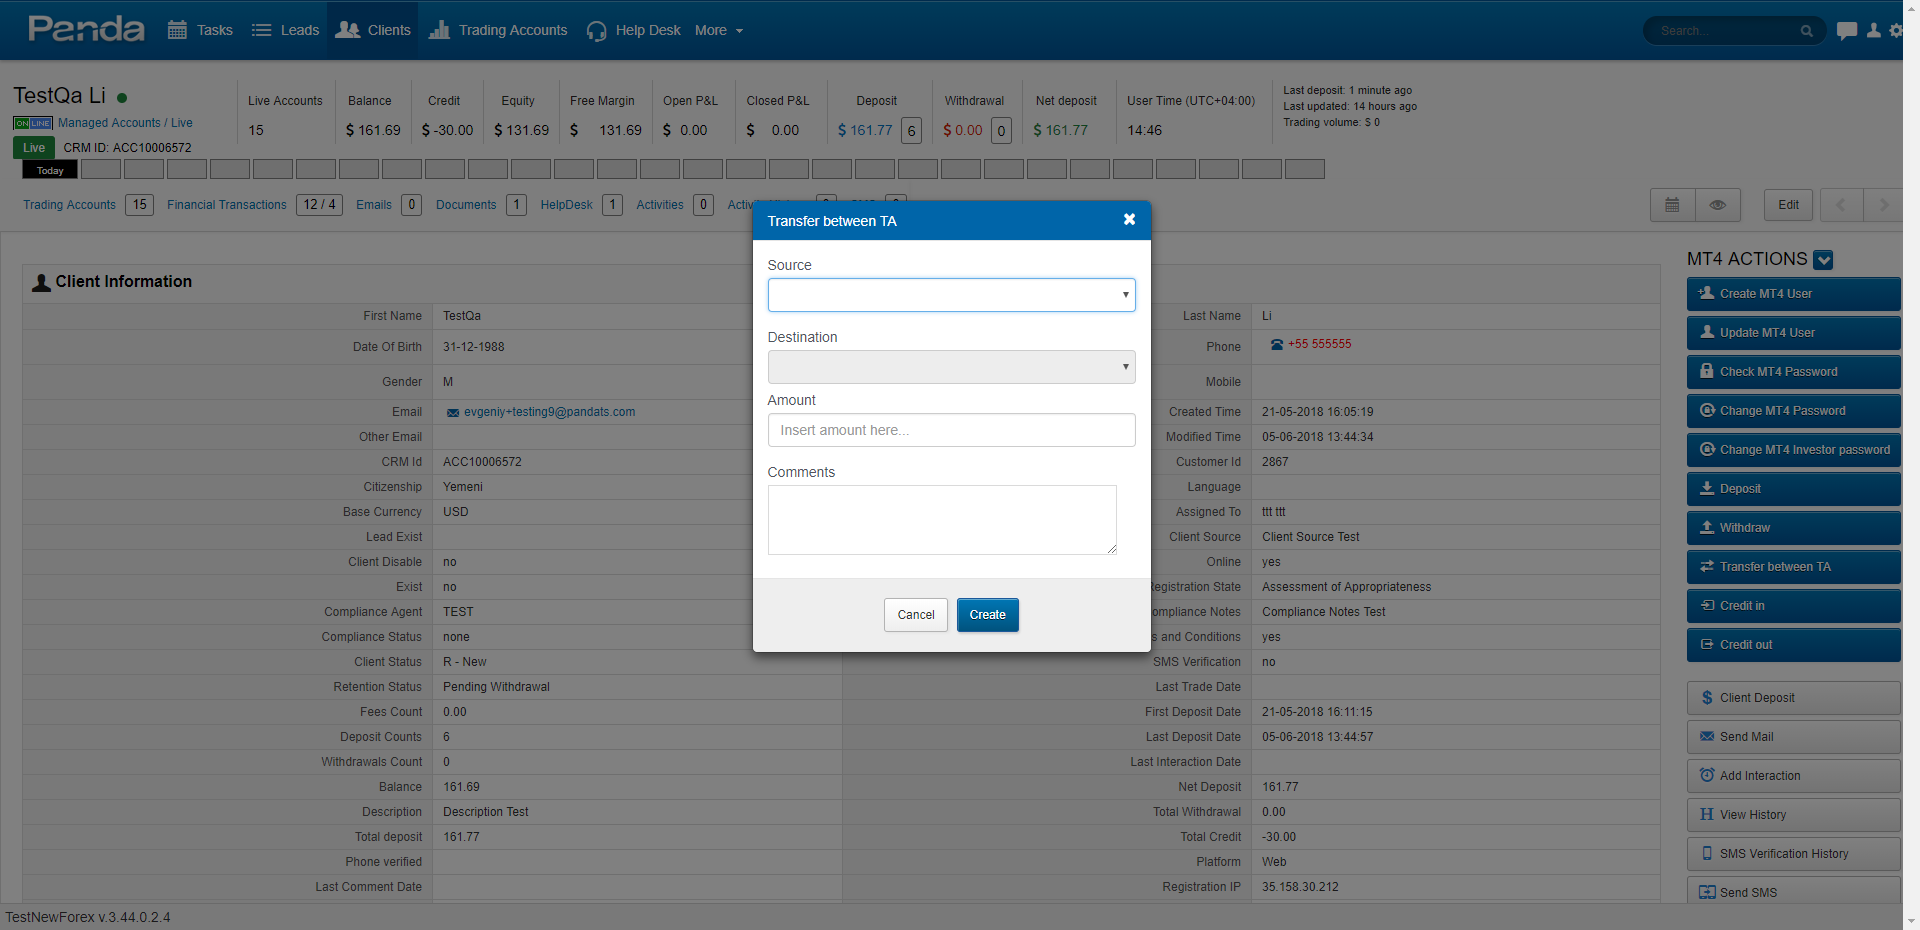 Panda Tasks Leads Clients Trading Accounts Help Desk More Search...
TestQa Li
ON LINE Managed Accounts / Live
Live CRM ID: ACC10006572
Live Accounts Balance Credit Equity Free Margin Open P&L Closed P&L Deposit Withdrawal Net deposit User Time (UTC+04:00)
15 $ 161.69 $ -30.00 $ 131.69 $ 131.69 $ 0.00 $ 0.00 $ 161.77 6 $ 0.00 0 $ 161.77 14:46
Last deposit: 1 minute ago
Last updated: 14 hours ago
Trading volume: $ 0
Today
Trading Accounts 15 Financial Transactions 12 / 4 Emails 0 Documents 1 HelpDesk 1 Activities 0 Edit
Transfer between TA
Source
Destination
Amount
Insert amount here...
Comments
Cancel Create
Client Information
First Name TestQa Last Name Li
Date Of Birth 31-12-1988 Phone +55 555555
Gender M Mobile
Email evgeniy+testing9@pandats.com Created Time 21-05-2018 16:05:19
Other Email Modified Time 05-06-2018 13:44:34
CRM Id ACC10006572 Customer Id 2867
Citizenship Yemeni Language
Base Currency USD Assigned To ttt ttt
Lead Exist Client Source Client Source Test
Client Disable no Online yes
Exist no Registration State Assessment of Appropriateness
Compliance Agent TEST ompliance Notes Compliance Notes Test
Compliance Status none s and Conditions yes
Client Status R - New SMS Verification no
Retention Status Pending Withdrawal Last Trade Date
Fees Count 0.00 First Deposit Date 21-05-2018 16:11:15
Deposit Counts 6 Last Deposit Date 05-06-2018 13:44:57
Withdrawals Count 0 Last Interaction Date
Balance 161.69 Net Deposit 161.77
Description Description Test Total Withdrawal 0.00
Total deposit 161.77 Total Credit -30.00
Phone verified Platform Web
Last Comment Date Registration IP 35.158.30.212
MT4 ACTIONS
Create MT4 User
Update MT4 User
Check MT4 Password
Change MT4 Password
Change MT4 Investor password
Deposit
Withdraw
Transfer between TA
Credit in
Credit out
Client Deposit
Send Mail
Add Interaction
View History
SMS Verification History
Send SMS
TestNewForex v.3.44.0.2.4